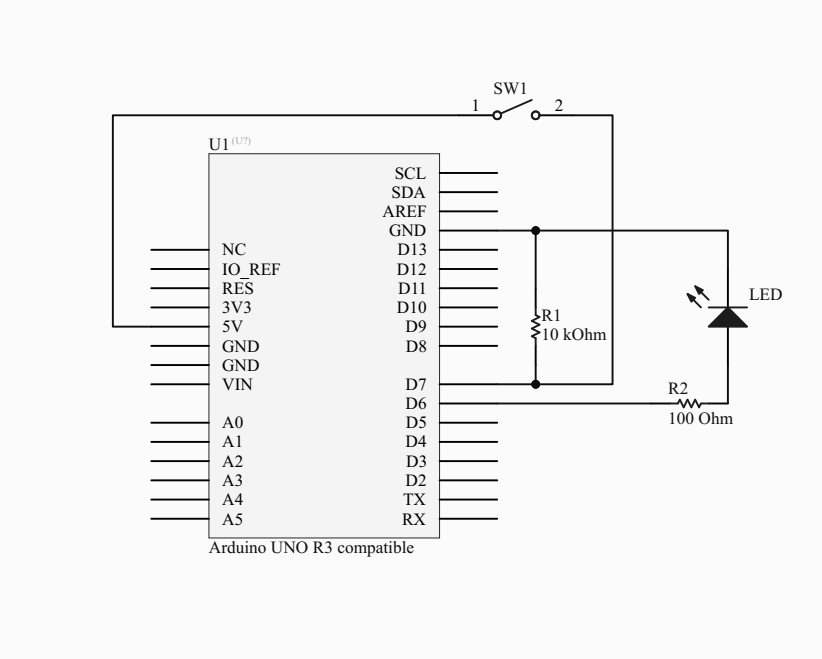 SW1
1
2
U1 (U?)
SCL
SDA
AREF
GND
NC
D13
IO_REF
D12
RES
D11
3V3
D10
5V
D9
GND
D8
GND
VIN
D7
D6
A0
D5
A1
D4
A2
D3
A3
D2
A4
TX
A5
RX
Arduino UNO R3 compatible
R1
10 kOhm
LED
R2
100 Ohm